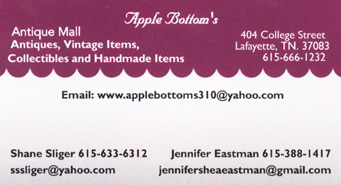 Apple Bottom's
Antique Mall
Antiques, Vintage Items,
Collectibles and Handmade Items
404 College Street
Lafayette, TN. 37083
615-666-1232
Email: www.applebottoms310@yahoo.com
Shane Sliger 615-633-6312
sssliger@yahoo.com
Jennifer Eastman 615-388-1417
jennifersheaeastman@gmail.com